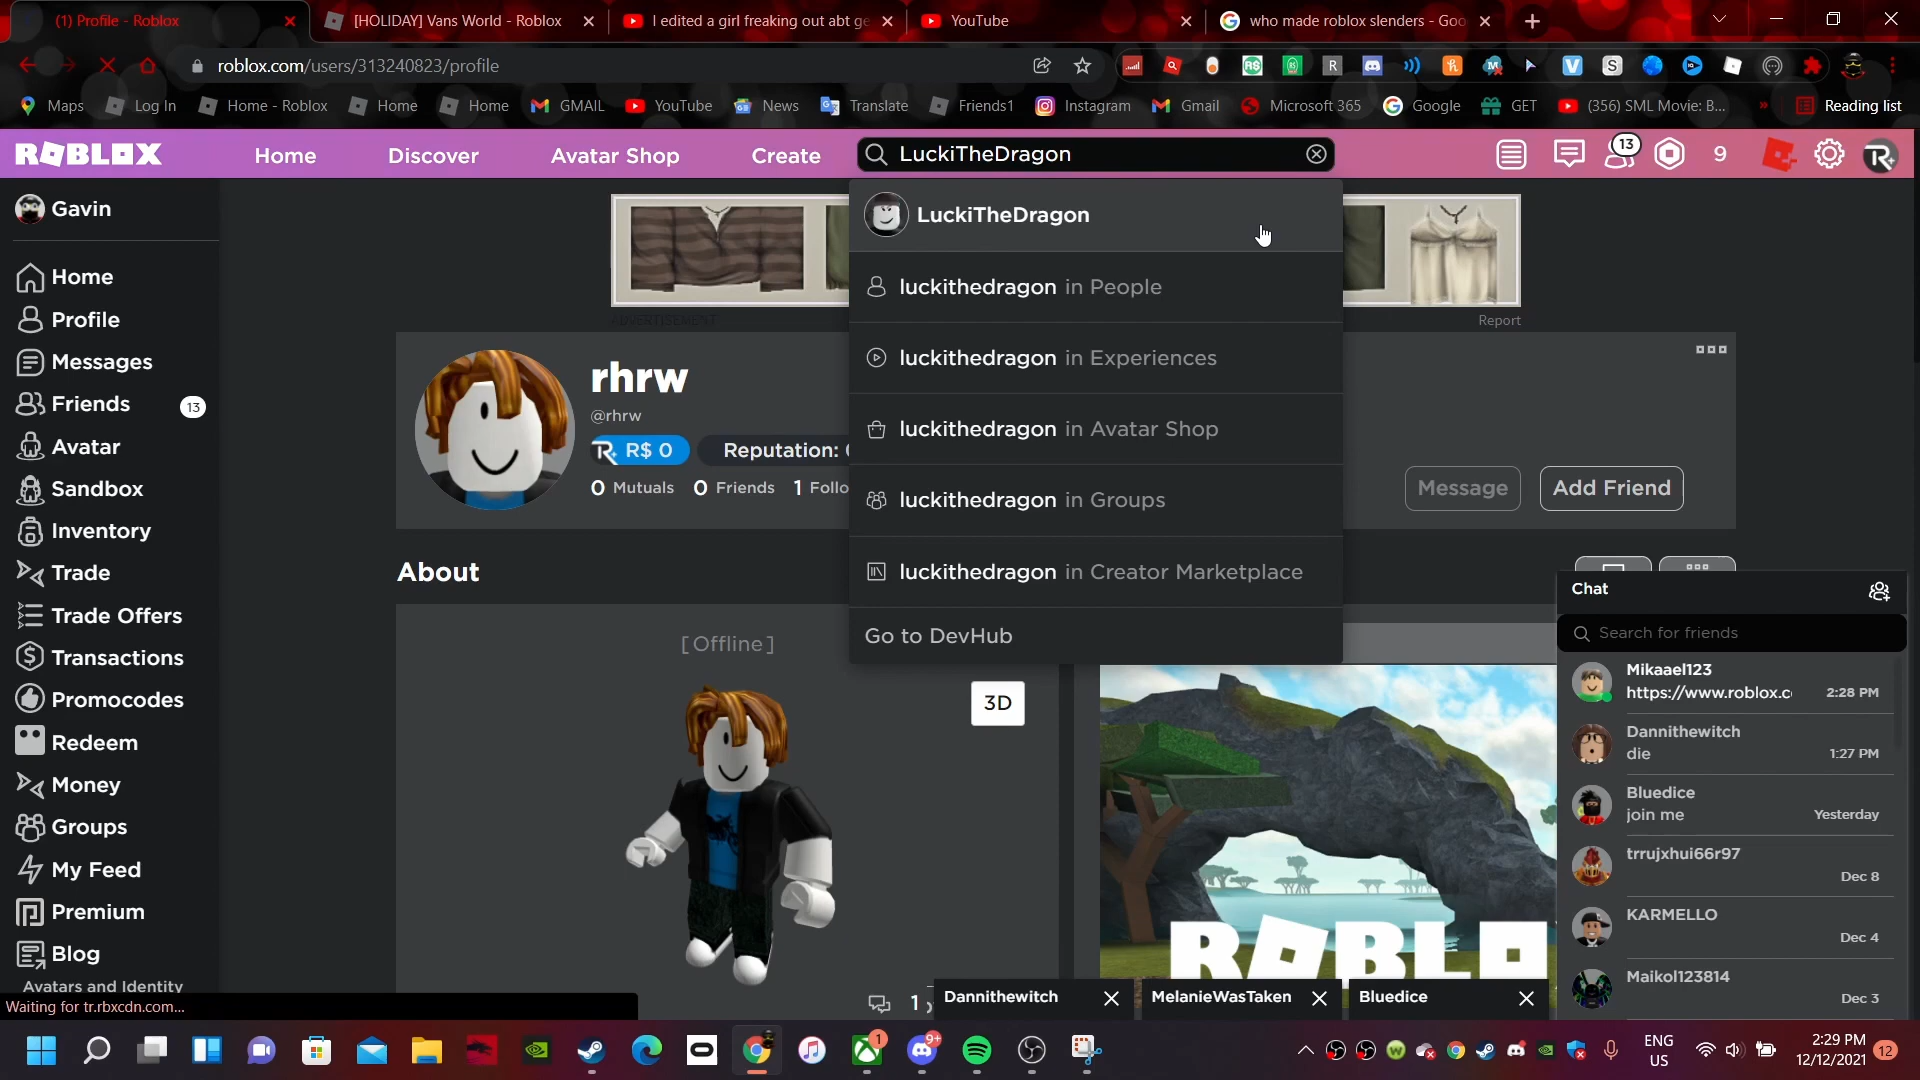 (1) Profile - Roblox
[HOLIDAY] Vans World - Roblox
I edited a girl freaking out abt ge
YouTube
who made roblox slenders - Goo
roblox.com/users/313240823/profile
Maps
Log In
Home - Roblox
Home
Home
GMAIL
YouTube
News
Translate
Friends1
Instagram
Gmail
Microsoft 365
Google
GET
(356) SML Movie: B...
Reading list
ROBLOX
Home
Discover
Avatar Shop
Create
LuckiTheDragon
13
9
Gavin
Home
Profile
Messages
Friends
13
Avatar
Sandbox
Inventory
Trade
Trade Offers
Transactions
Promocodes
Redeem
Money
Groups
My Feed
Premium
Blog
Avatars and Identity
Waiting for tr.rbxcdn.com...
LuckiTheDragon
luckithedragon in People
luckithedragon in Experiences
luckithedragon in Avatar Shop
luckithedragon in Groups
luckithedragon in Creator Marketplace
Go to DevHub
ADVERTISEMENT
Report
rhrw
@rhrw
R$ 0
Reputation:
0 Mutuals 0 Friends 1 Follo
Message
Add Friend
About
[Offline]
3D
1
ROBLO
Chat
Search for friends
Mikaael123
https://www.roblox.c
2:28 PM
Dannithewitch
die
1:27 PM
Bluedice
join me
Yesterday
trrujxhui66r97
Dec 8
KARMELLO
Dec 4
Maikol123814
Dec 3
Dannithewitch
MelanieWasTaken
Bluedice
1
9+
ENG
US
2:29 PM
12/12/2021
12